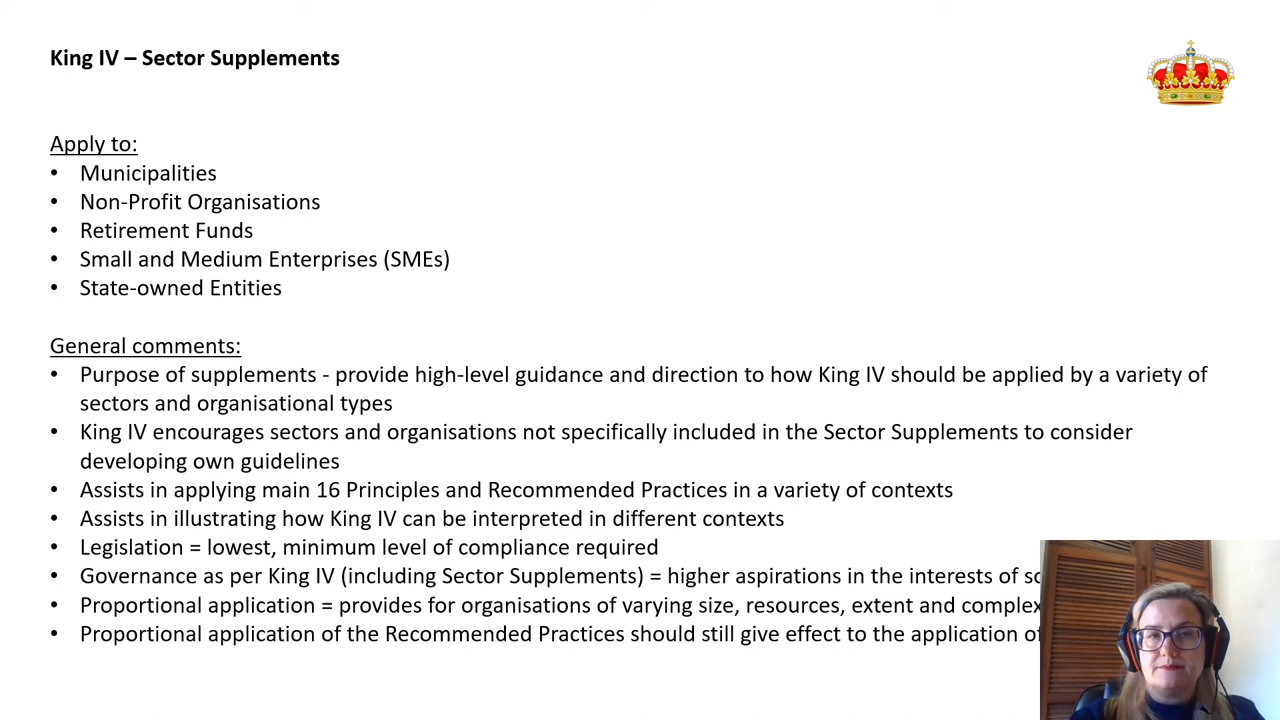 King IV – Sector Supplements
Apply to:
• Municipalities
• Non-Profit Organisations
• Retirement Funds
• Small and Medium Enterprises (SMEs)
• State-owned Entities
General comments:
• Purpose of supplements - provide high-level guidance and direction to how King IV should be applied by a variety of
sectors and organisational types
• King IV encourages sectors and organisations not specifically included in the Sector Supplements to consider
developing own guidelines
• Assists in applying main 16 Principles and Recommended Practices in a variety of contexts
• Assists in illustrating how King IV can be interpreted in different contexts
• Legislation = lowest, minimum level of compliance required
• Governance as per King IV (including Sector Supplements) = higher aspirations in the interests of
• Proportional application = provides for organisations of varying size, resources, extent and
• Proportional application of the Recommended Practices should still give effect to the application